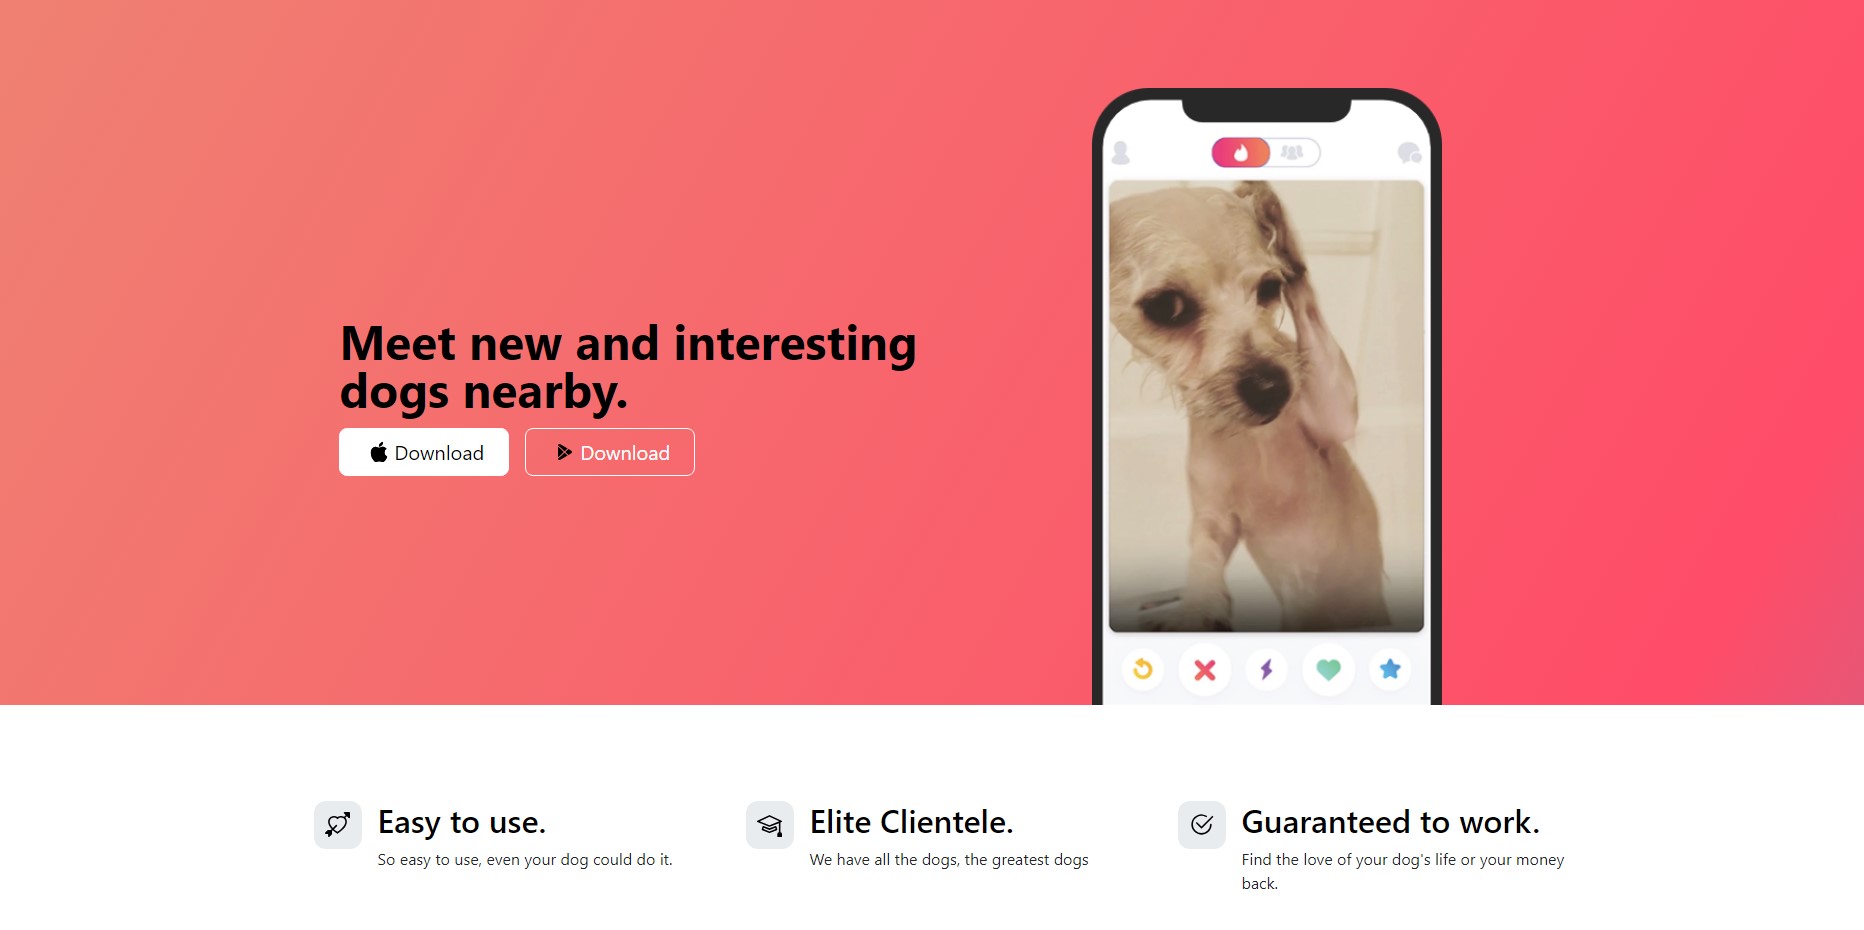 Meet new and interesting
dogs nearby.
Download
Download
Easy to use.
So easy to use, even your dog could do it.
Elite Clientele.
We have all the dogs, the greatest dogs
Guaranteed to work.
Find the love of your dog's life or your money
back.